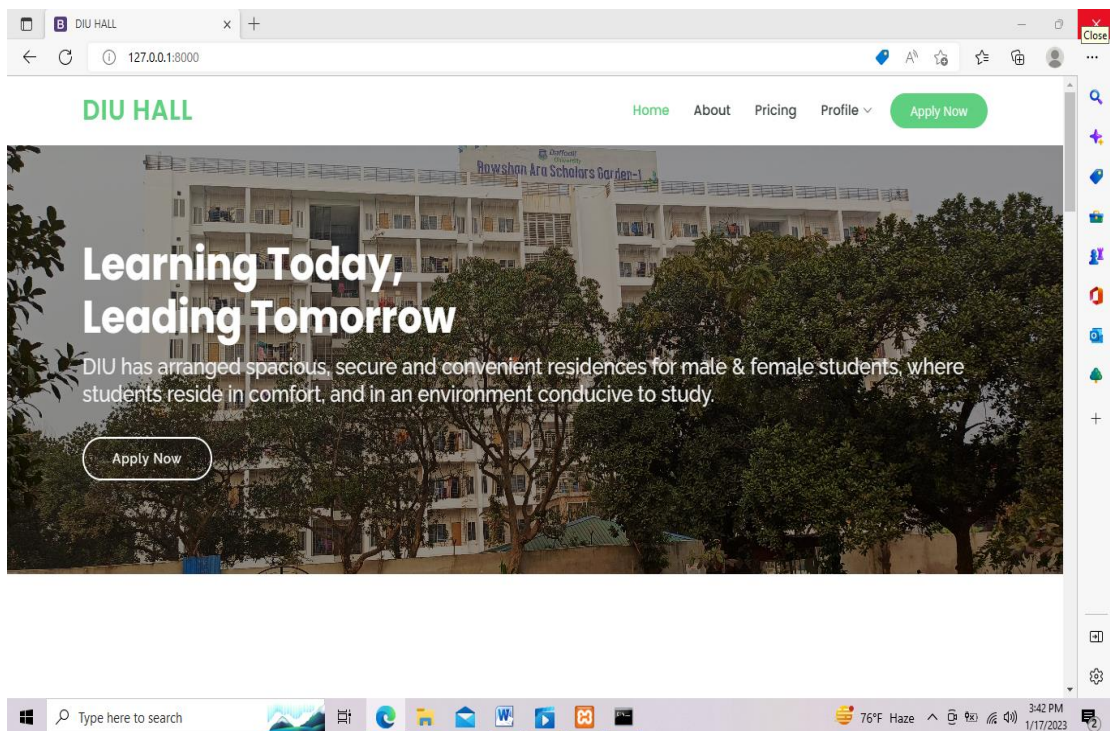 DIU HALL
Close
127.0.0.1:8000
DIU HALL
Home About Pricing Profile Apply Now
Daffodil
Rowshan Ara Scholars Garden-1
Learning Today,
Leading Tomorrow
DIU has arranged spacious, secure and convenient residences for male & female students, where
students reside in comfort, and in an environment conducive to study.
Apply Now
Type here to search
76°F Haze
3:42 PM
1/17/2023
2